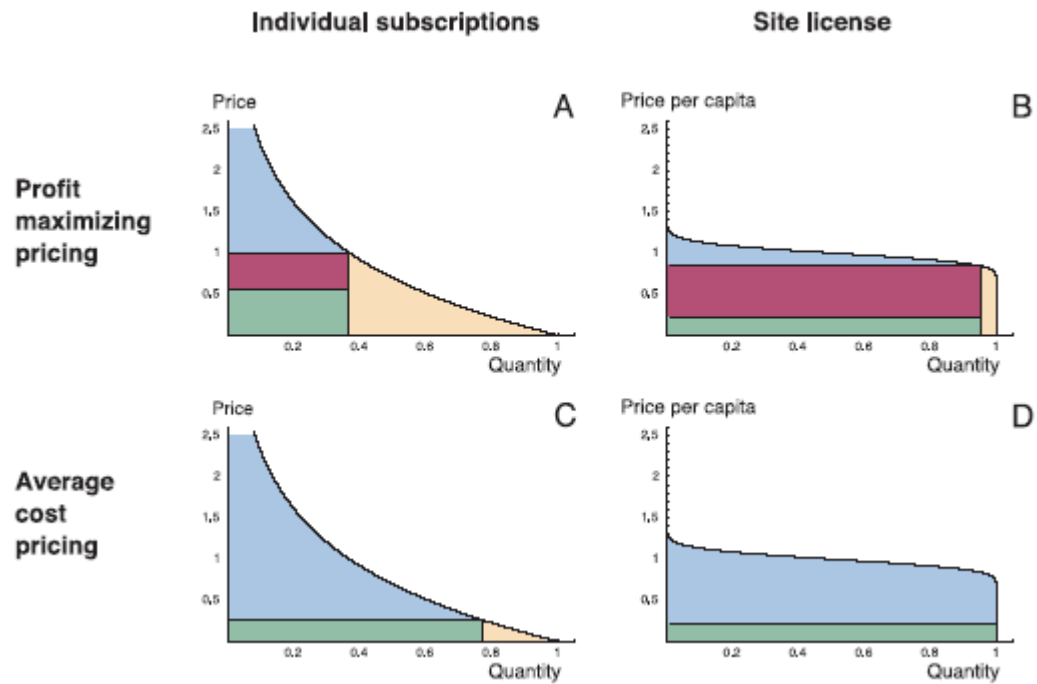 Individual subscriptions
Site license
Profit
maximizing
pricing
Price
A
2,5
2
1,5
1
0,5
0.2
0.4
0.6
0.8
1
Quantity
Price per capita
B
2,5
2
1,5
1
0,5
0.2
0.4
0.6
0.8
1
Quantity
Average
cost
pricing
Price
C
2,5
2
1,5
1
0,5
0.2
0.4
0.6
0.8
1
Quantity
Price per capita
D
2,5
2
1,5
1
0,5
0.2
0.4
0.6
0.8
1
Quantity